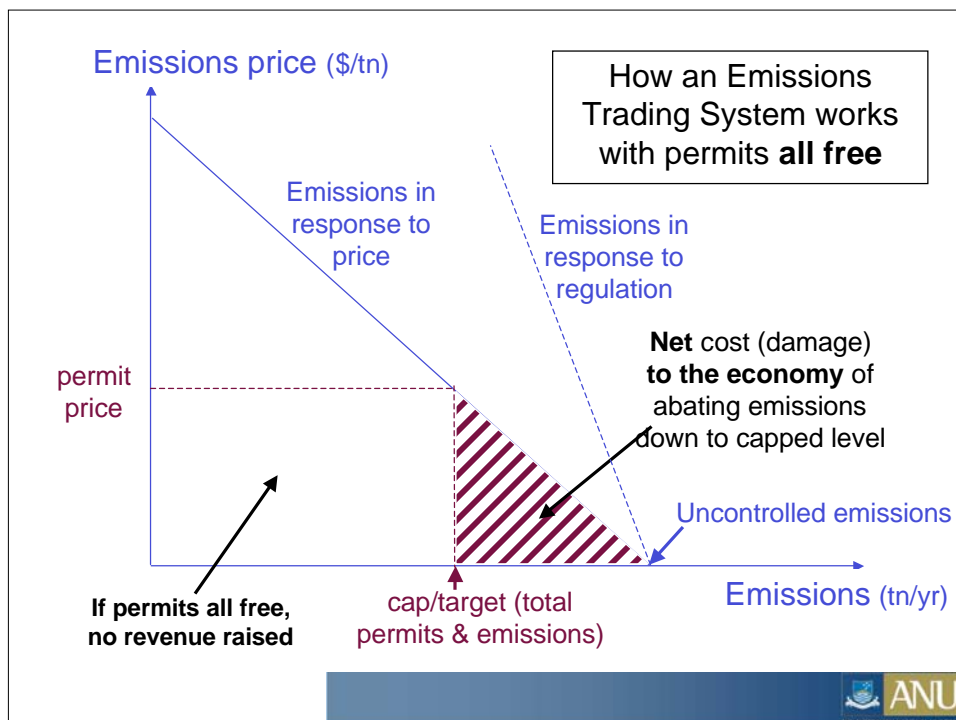 Emissions price ($/tn)
How an Emissions
Trading System works
with permits all free
Emissions in
response to
price
Emissions in
response to
regulation
Net cost (damage)
to the economy of
abating emissions
down to capped level
permit
price
Uncontrolled emissions
If permits all free,
no revenue raised
cap/target (total
permits & emissions)
Emissions (tn/yr)
ANU